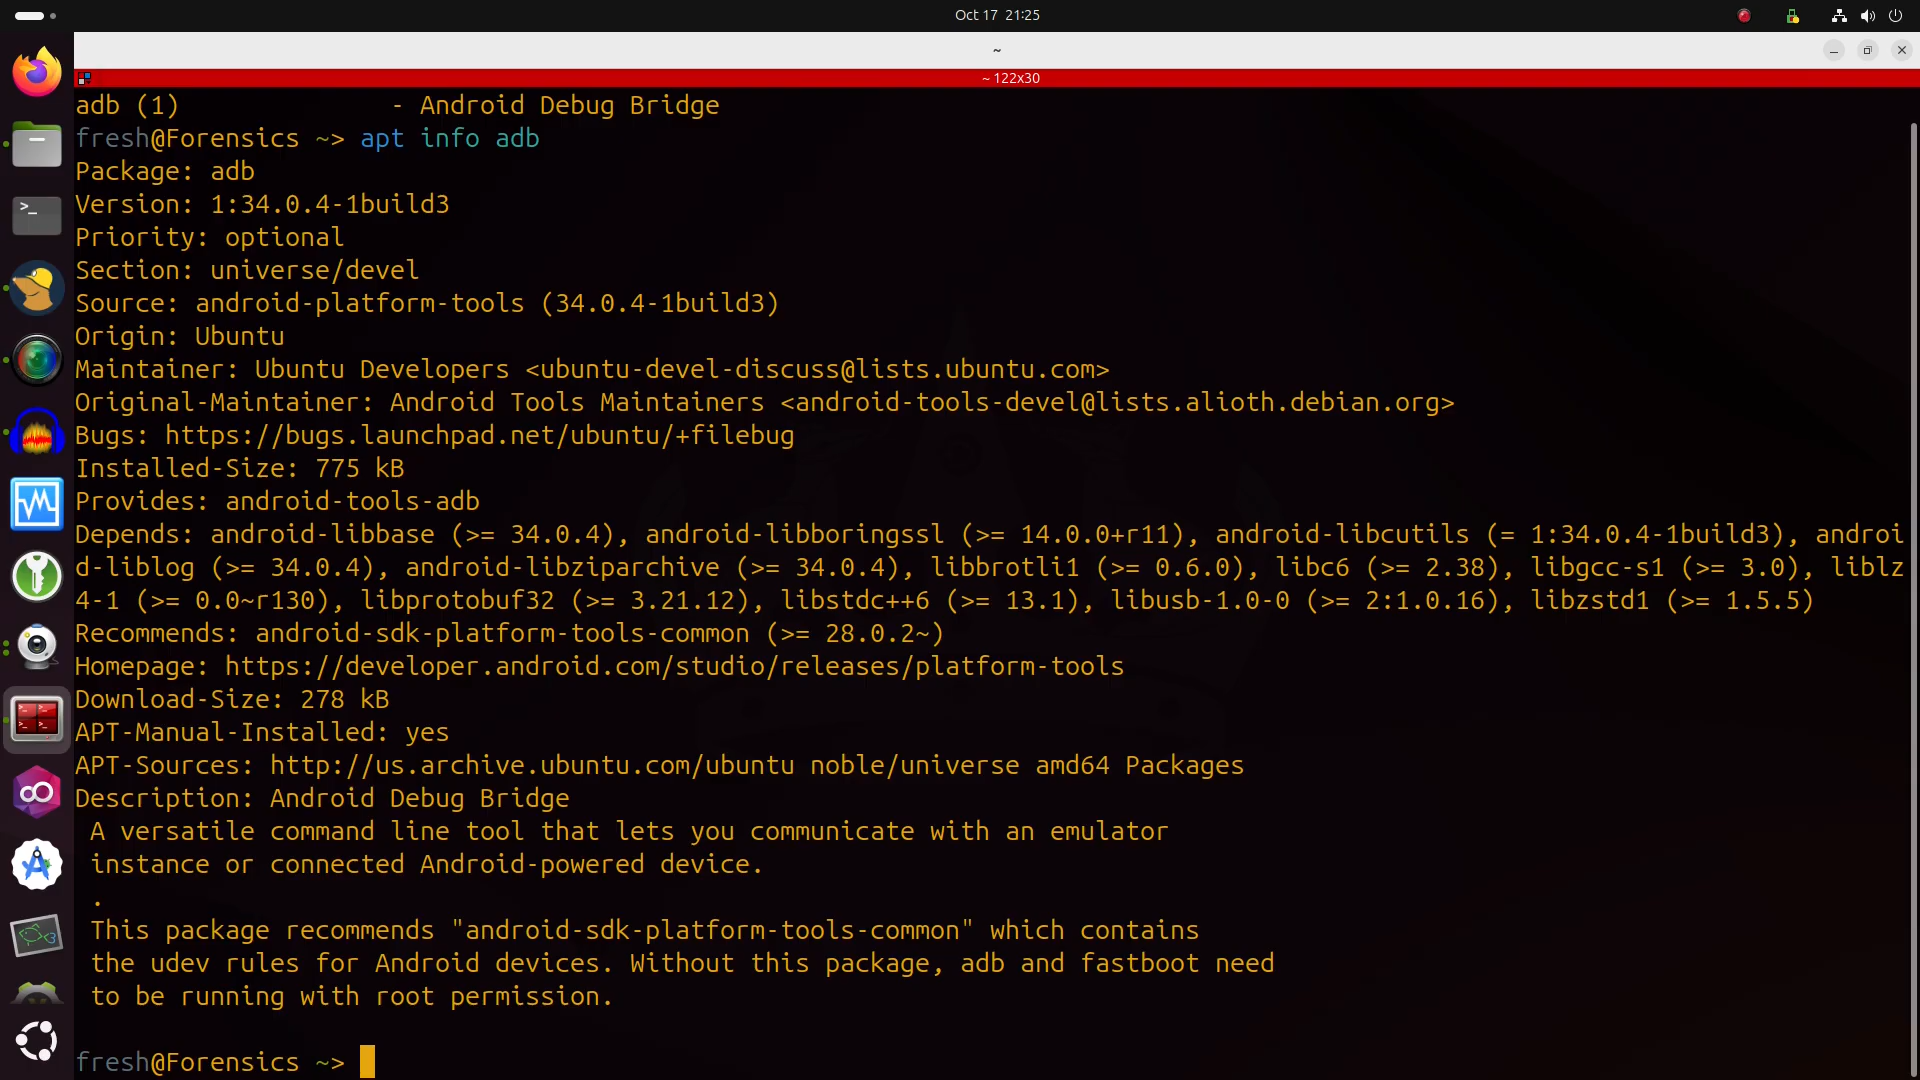 Oct 17 21:25
~
~ 122x30
adb (1)              - Android Debug Bridge
fresh@Forensics ~> apt info adb
Package: adb
Version: 1:34.0.4-1build3
Priority: optional
Section: universe/devel
Source: android-platform-tools (34.0.4-1build3)
Origin: Ubuntu
Maintainer: Ubuntu Developers <ubuntu-devel-discuss@lists.ubuntu.com>
Original-Maintainer: Android Tools Maintainers <android-tools-devel@lists.alioth.debian.org>
Bugs: https://bugs.launchpad.net/ubuntu/+filebug
Installed-Size: 775 kB
Provides: android-tools-adb
Depends: android-libbase (>= 34.0.4), android-libboringssl (>= 14.0.0+r11), android-libcutils (= 1:34.0.4-1build3), androi
d-liblog (>= 34.0.4), android-libziparchive (>= 34.0.4), libbrotli1 (>= 0.6.0), libc6 (>= 2.38), libgcc-s1 (>= 3.0), liblz
4-1 (>= 0.0~r130), libprotobuf32 (>= 3.21.12), libstdc++6 (>= 13.1), libusb-1.0-0 (>= 2:1.0.16), libzstd1 (>= 1.5.5)
Recommends: android-sdk-platform-tools-common (>= 28.0.2~)
Homepage: https://developer.android.com/studio/releases/platform-tools
Download-Size: 278 kB
APT-Manual-Installed: yes
APT-Sources: http://us.archive.ubuntu.com/ubuntu noble/universe amd64 Packages
Description: Android Debug Bridge
 A versatile command line tool that lets you communicate with an emulator
 instance or connected Android-powered device.
 .
 This package recommends "android-sdk-platform-tools-common" which contains
 the udev rules for Android devices. Without this package, adb and fastboot need
 to be running with root permission.
fresh@Forensics ~>